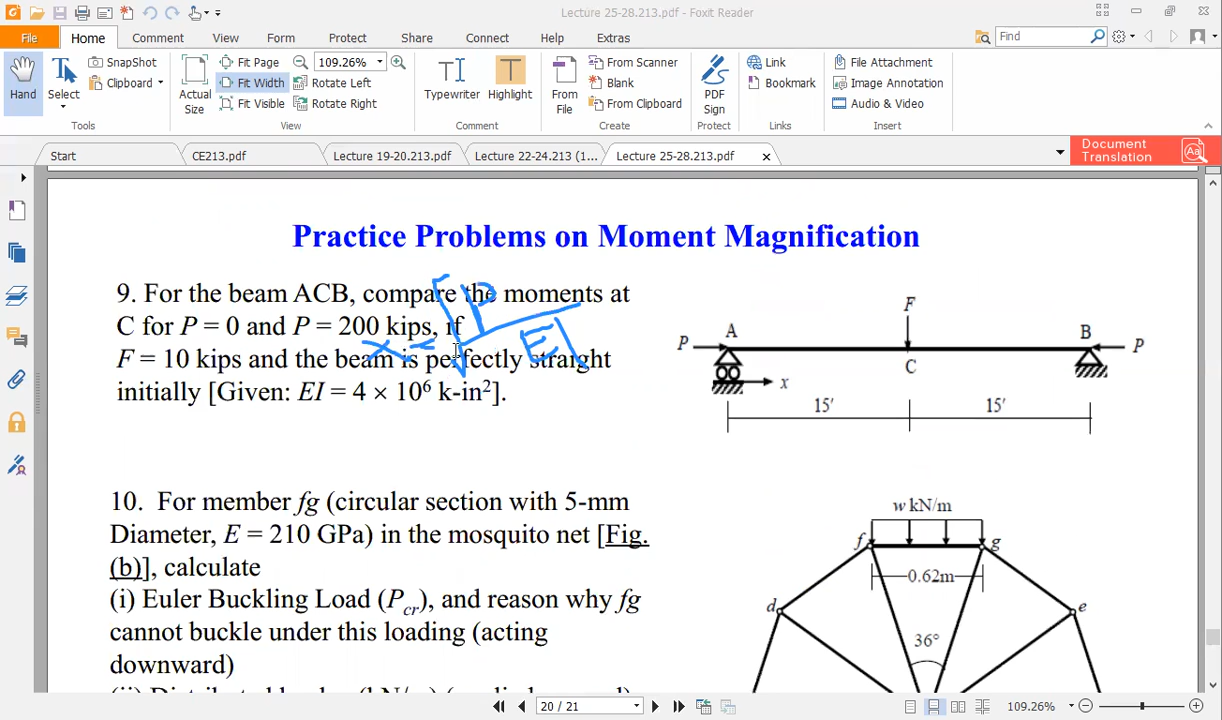 Lecture 25-28.213.pdf - Foxit Reader
File Home Comment View Form Protect Share Connect Help Extras Find
SnapShot Fit Page 109.26% From Scanner Link File Attachment
Clipboard Fit Width Rotate Left Blank Bookmark Image Annotation
Fit Visible Rotate Right From Clipboard Audio & Video
Hand Select Actual Size Typewriter Highlight From File PDF Sign
Tools View Comment Create Protect Links Insert
Start CE213.pdf Lecture 19-20.213.pdf Lecture 22-24.213 (1... Lecture 25-28.213.pdf Document Translation
Practice Problems on Moment Magnification
9. For the beam ACB, compare the moments at
C for P = 0 and P = 200 kips, if
F = 10 kips and the beam is perfectly straight
initially [Given: EI = 4 × 10⁶ k-in²].
P
EI
F
P A B P
C
x
15' 15'
10. For member fg (circular section with 5-mm
Diameter, E = 210 GPa) in the mosquito net [Fig.
(b)], calculate
(i) Euler Buckling Load (Pcr), and reason why fg
cannot buckle under this loading (acting
downward)
w kN/m
f g
0.62m
d e
36°
20 / 21 109.26%